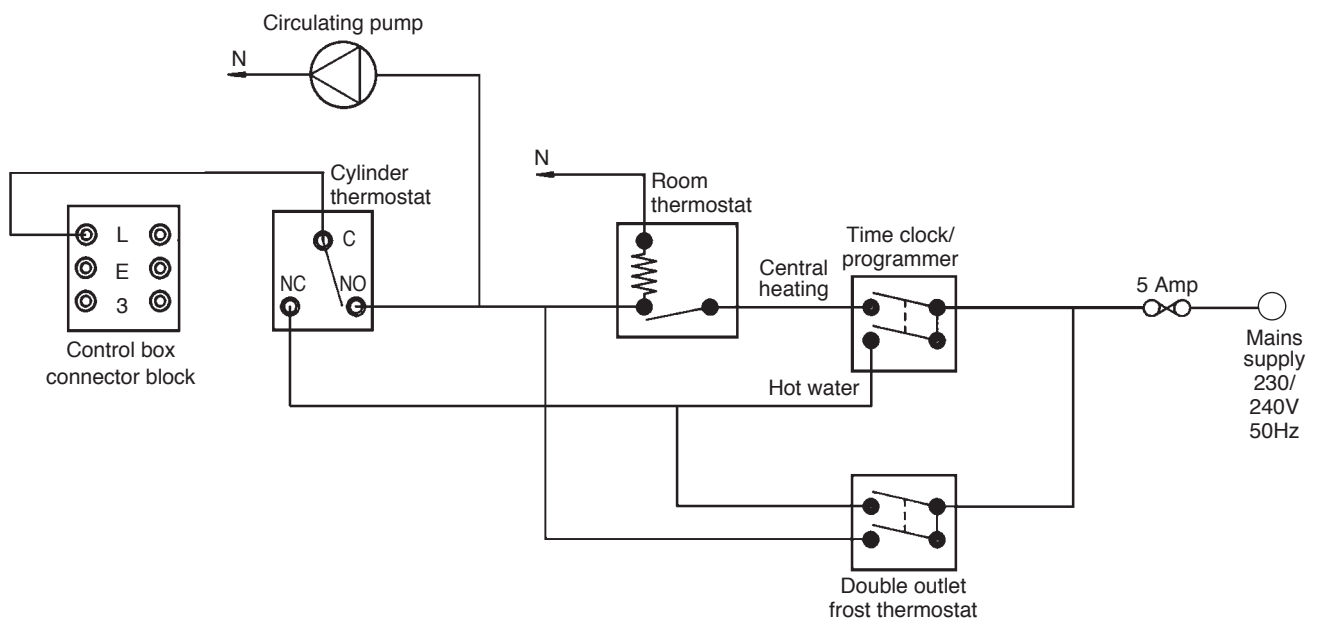 Circulating pump
N
Cylinder
thermostat
C
NC
NO
L
E
3
Control box
connector block
N
Room
thermostat
Central
heating
Time clock/
programmer
Hot water
5 Amp
Mains
supply
230/
240V
50Hz
Double outlet
frost thermostat